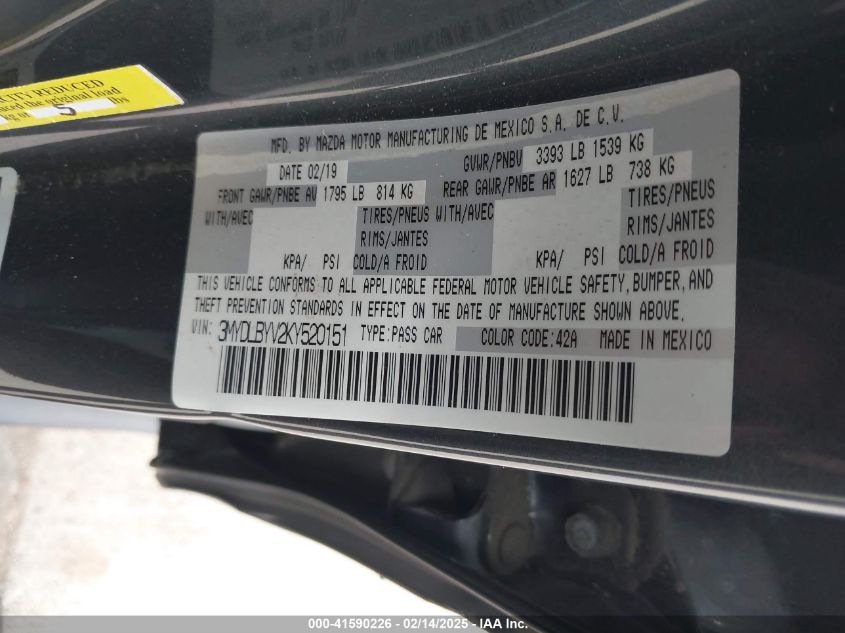 CITY REDUCED
the original load
5
MFD. BY MAZDA MOTOR MANUFACTURING DE MEXICO S.A. DE C.V.
DATE 02/19 GVWR/PNBV 3393 LB 1539 KG
FRONT GAWR/PNBE AV 1795 LB 814 KG REAR GAWR/PNBE AR 1627 LB 738 KG
WITH/AVEC TIRES/PNEUS WITH/AVEC TIRES/PNEUS
RIMS/JANTES RIMS/JANTES
KPA/ PSI COLD/A FROID KPA/ PSI COLD/A FROID
THIS VEHICLE CONFORMS TO ALL APPLICABLE FEDERAL MOTOR VEHICLE SAFETY, BUMPER, AND
THEFT PREVENTION STANDARDS IN EFFECT ON THE DATE OF MANUFACTURE SHOWN ABOVE.
VIN: 3MYDLBYV2KY520151 TYPE:PASS CAR COLOR CODE:42A MADE IN MEXICO
000-41590226 - 02/14/2025 - IAA Inc.